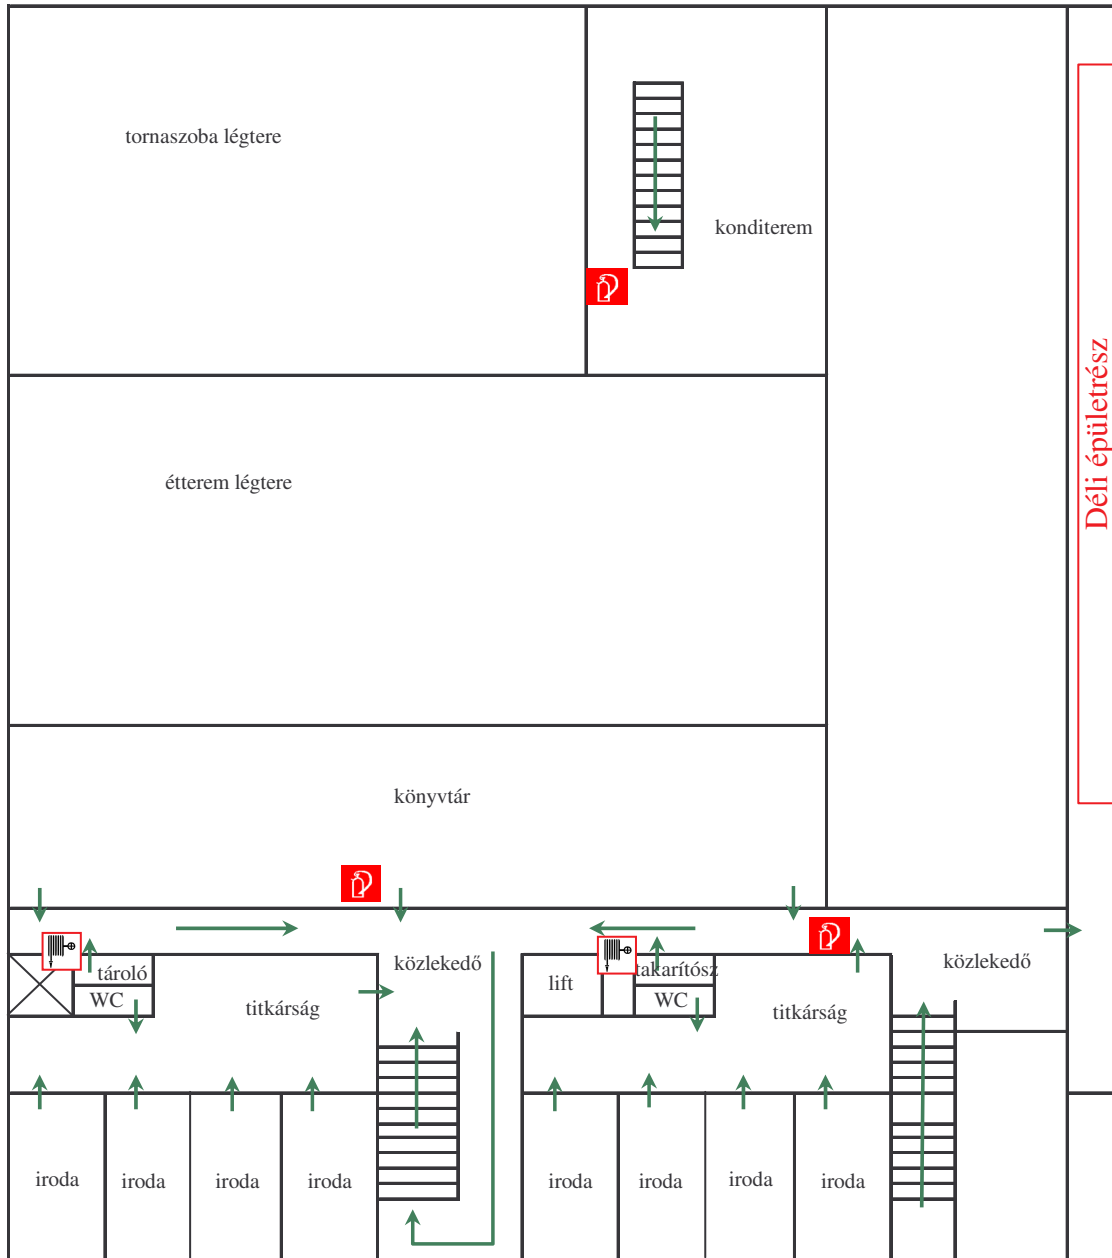 tornaszoba légtere
konditerem
Déli épületrész
étterem légtere
könyvtár
közlekedő
közlekedő
tároló
WC
titkárság
lift
takarítósz
WC
titkárság
iroda
iroda
iroda
iroda
iroda
iroda
iroda
iroda